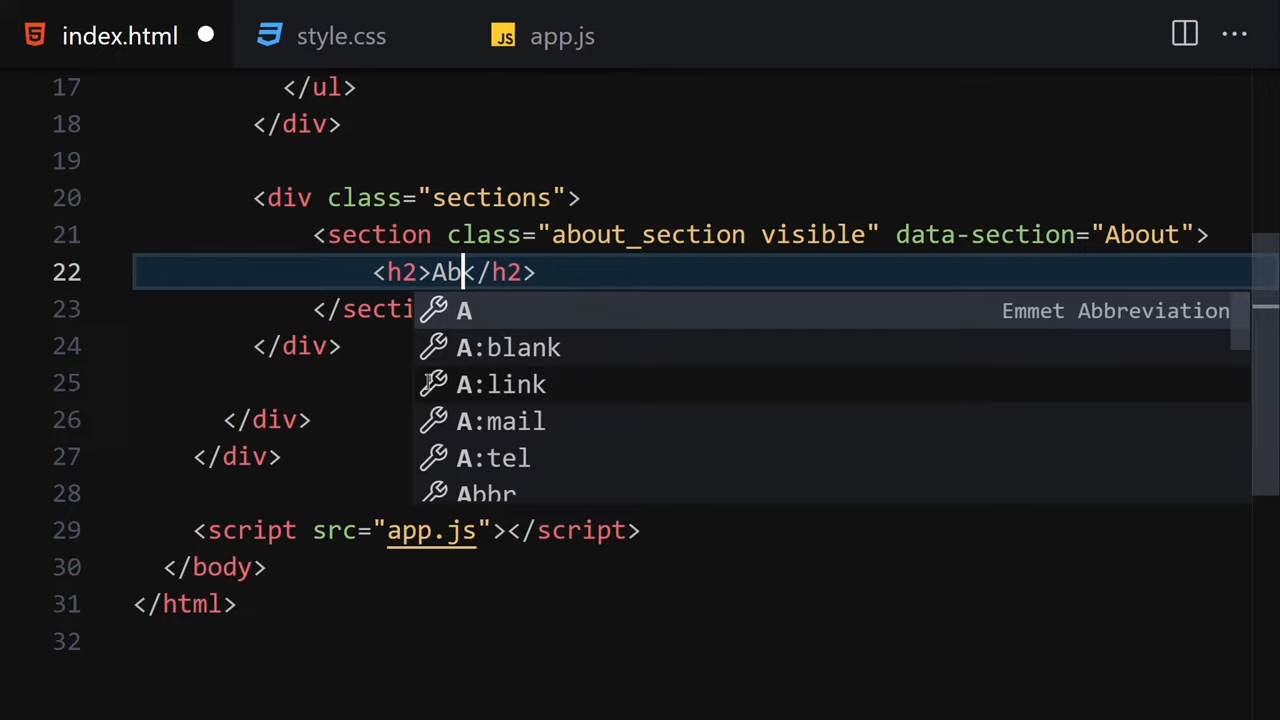 index.html style.css JS app.js
17 </ul>
18 </div>
19
20 <div class="sections">
21 <section class="about_section visible" data-section="About">
22 <h2>Ab</h2>
23 </secti
A Emmet Abbreviation
24 </div>
A:blank
25
A:link
26 </div>
A:mail
27 </div>
A:tel
28
Abbr
29 <script src="app.js"></script>
30 </body>
31 </html>
32